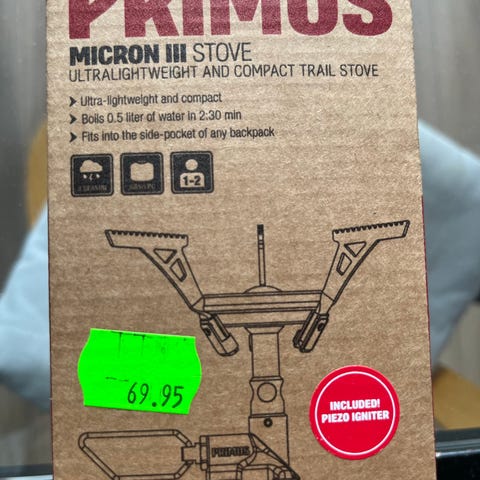 PRIMUS
MICRON III STOVE
ULTRALIGHTWEIGHT AND COMPACT TRAIL STOVE
Ultra-lightweight and compact
Boils 0.5 liter of water in 2:30 min
Fits into the side-pocket of any backpack
1-2
69.95
INCLUDED!
PIEZO IGNITER
PRIMUS